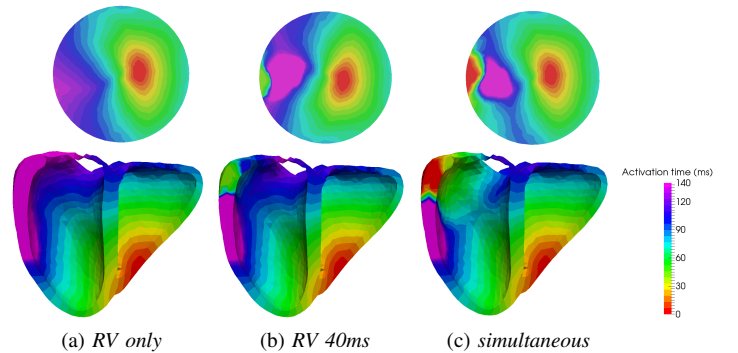 Activation time (ms)
140
120
90
60
30
0
(a) RV only
(b) RV 40ms
(c) simultaneous